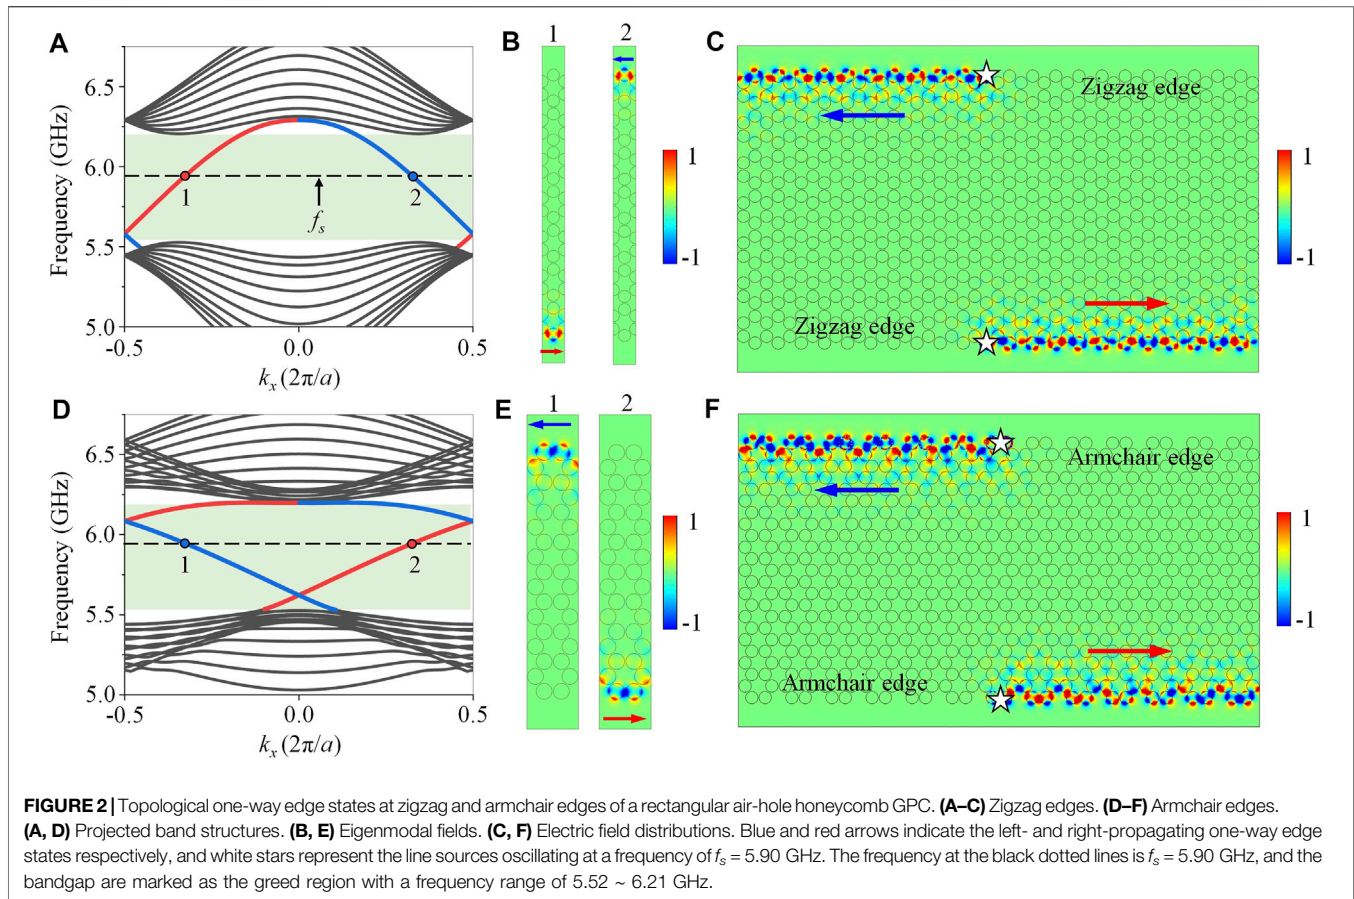 A
6.5
6.0
5.5
5.0
Frequency (GHz)
1
2
fs
-0.5
0.0
0.5
kx (2π/a)
B
1
2
1
-1
C
Zigzag edge
Zigzag edge
1
-1
D
6.5
6.0
5.5
5.0
Frequency (GHz)
1
2
-0.5
0.0
0.5
kx (2π/a)
E
1
2
1
-1
F
Armchair edge
Armchair edge
1
-1
FIGURE 2 | Topological one-way edge states at zigzag and armchair edges of a rectangular air-hole honeycomb GPC. (A–C) Zigzag edges. (D–F) Armchair edges.
(A, D) Projected band structures. (B, E) Eigenmodal fields. (C, F) Electric field distributions. Blue and red arrows indicate the left- and right-propagating one-way edge
states respectively, and white stars represent the line sources oscillating at a frequency of fs = 5.90 GHz. The frequency at the black dotted lines is fs = 5.90 GHz, and the
bandgap are marked as the greed region with a frequency range of 5.52 ~ 6.21 GHz.